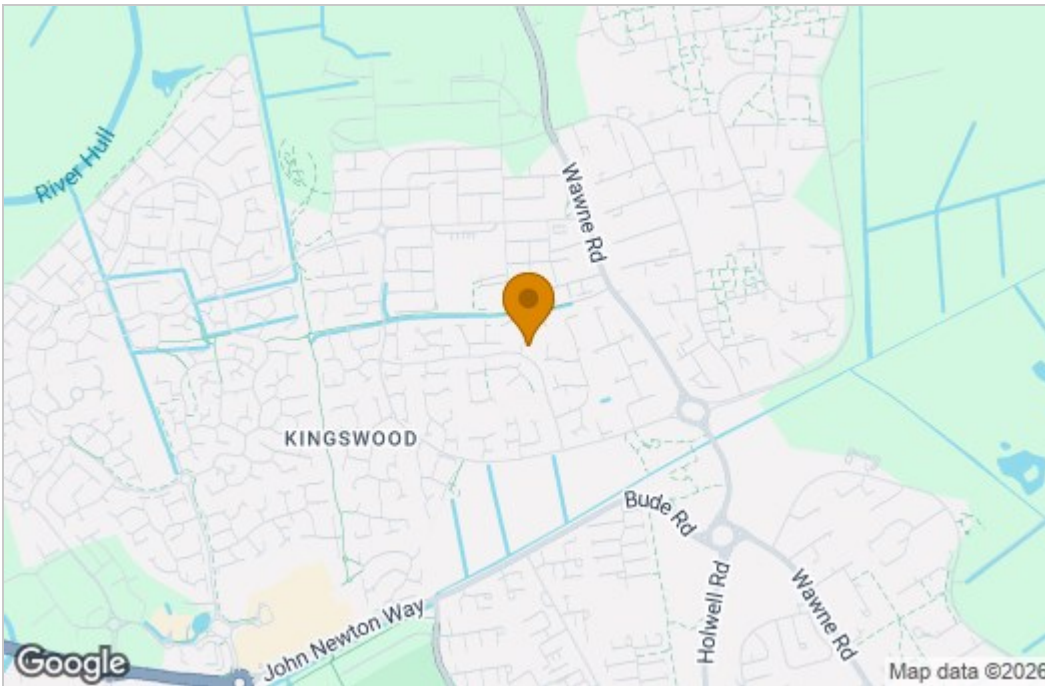 River Hull
Wawne Rd
KINGSWOOD
Bude Rd
Holwell Rd
Wawne Rd
John Newton Way
Google
Map data ©2026